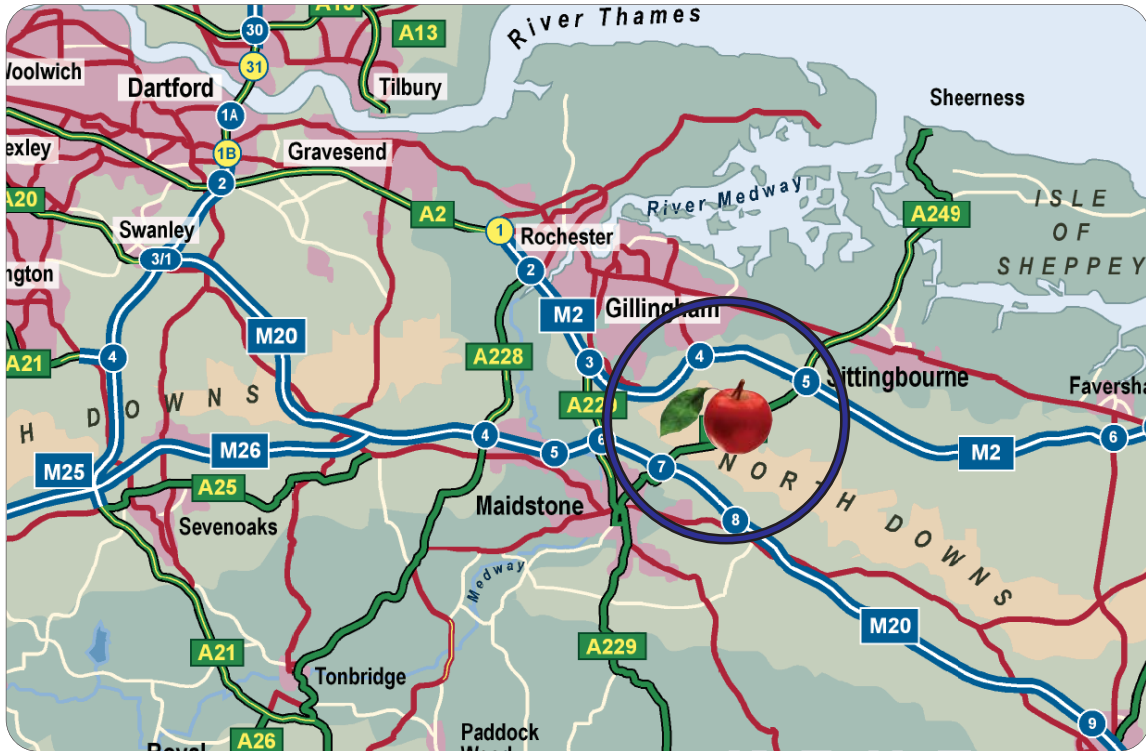 River Thames
30
A13
A13
31
Woolwich
Dartford
Tilbury
1A
Sheerness
1B
Gravesend
2
River Medway
A20
A2
A249
ISLE
OF
SHEPPEY
Swanley
1
Rochester
3/1
2
M20
M2
Gillingham
4
A21
A228
3
4
5
Sittingbourne
Faversha
H DOWNS
A22
M26
4
5
6
M2
6
M25
7
NORTH DOWNS
A25
Sevenoaks
Maidstone
8
Medway
M20
A21
A229
Tonbridge
9
A26
Paddock